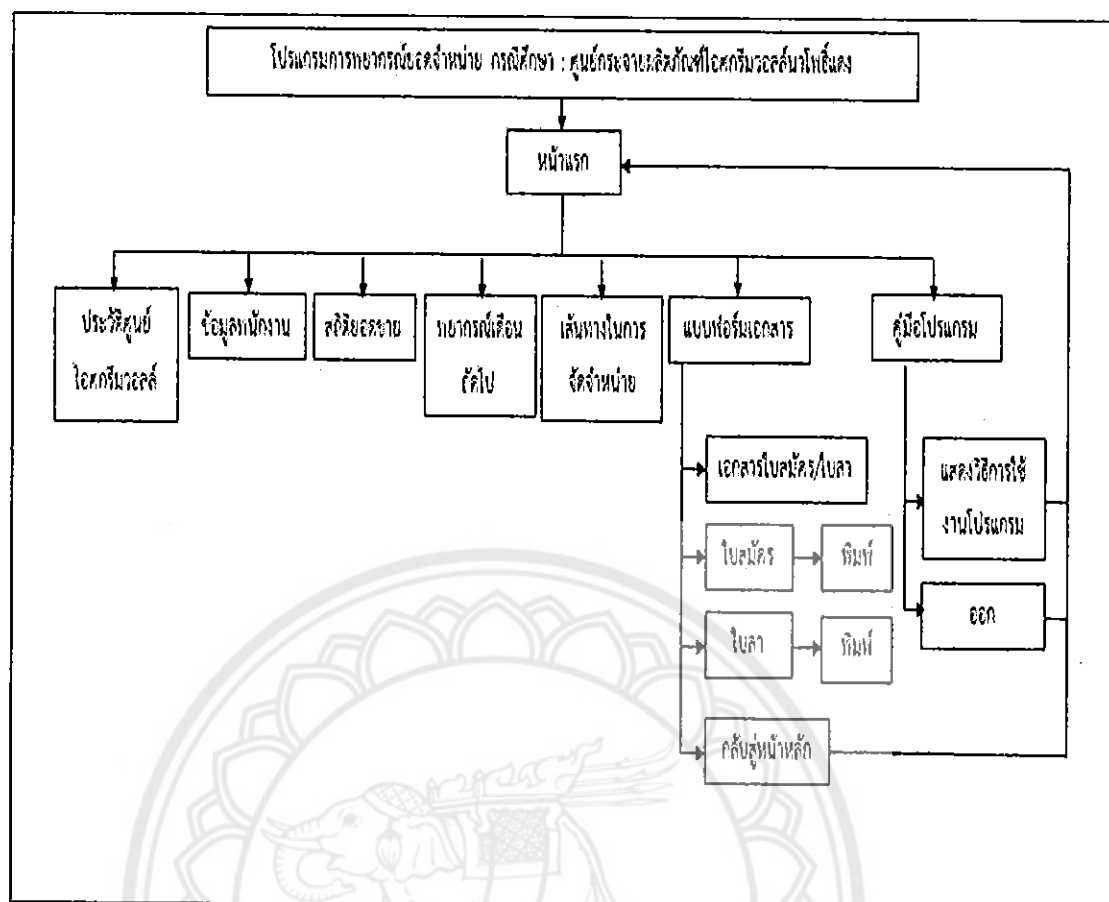 โปรแกรมการพยากรณ์ยอดจำหน่าย กรณีศึกษา : ศูนย์กระจายผลิตภัณฑ์ไอศกรีมวอลล์นาโพธิ์แดง
หน้าแรก
ประวัติศูนย์
ไอศกรีมวอลล์
ข้อมูลพนักงาน
สถิติยอดขาย
พยากรณ์เดือน
ถัดไป
เส้นทางในการ
จัดจำหน่าย
แบบฟอร์มเอกสาร
คู่มือโปรแกรม
เอกสารใบสมัคร/ใบลา
ใบสมัคร
พิมพ์
ใบลา
พิมพ์
กลับสู่หน้าหลัก
แสดงวิธีการใช้
งานโปรแกรม
ออก